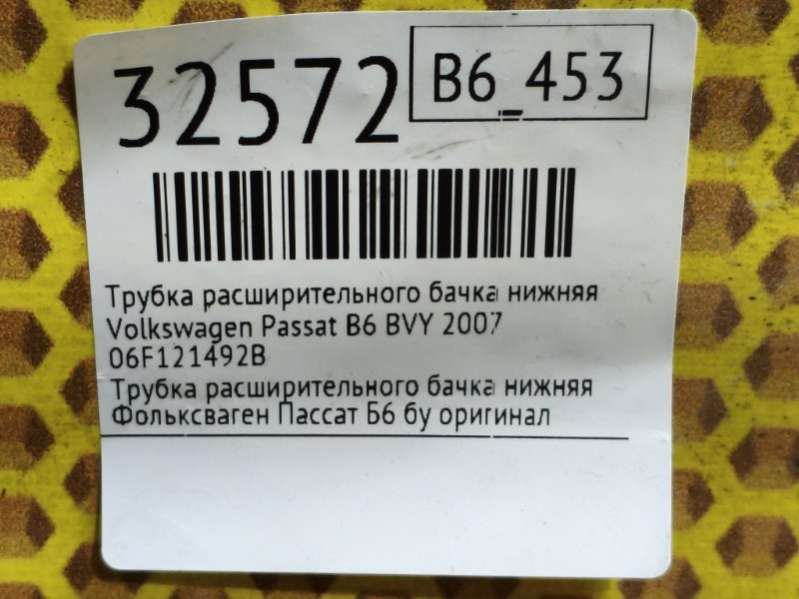 32572
B6_453
Трубка расширительного бачка нижняя
Volkswagen Passat B6 BVY 2007
06F121492B
Трубка расширительного бачка нижняя
Фольксваген Пассат Б6 бу оригинал